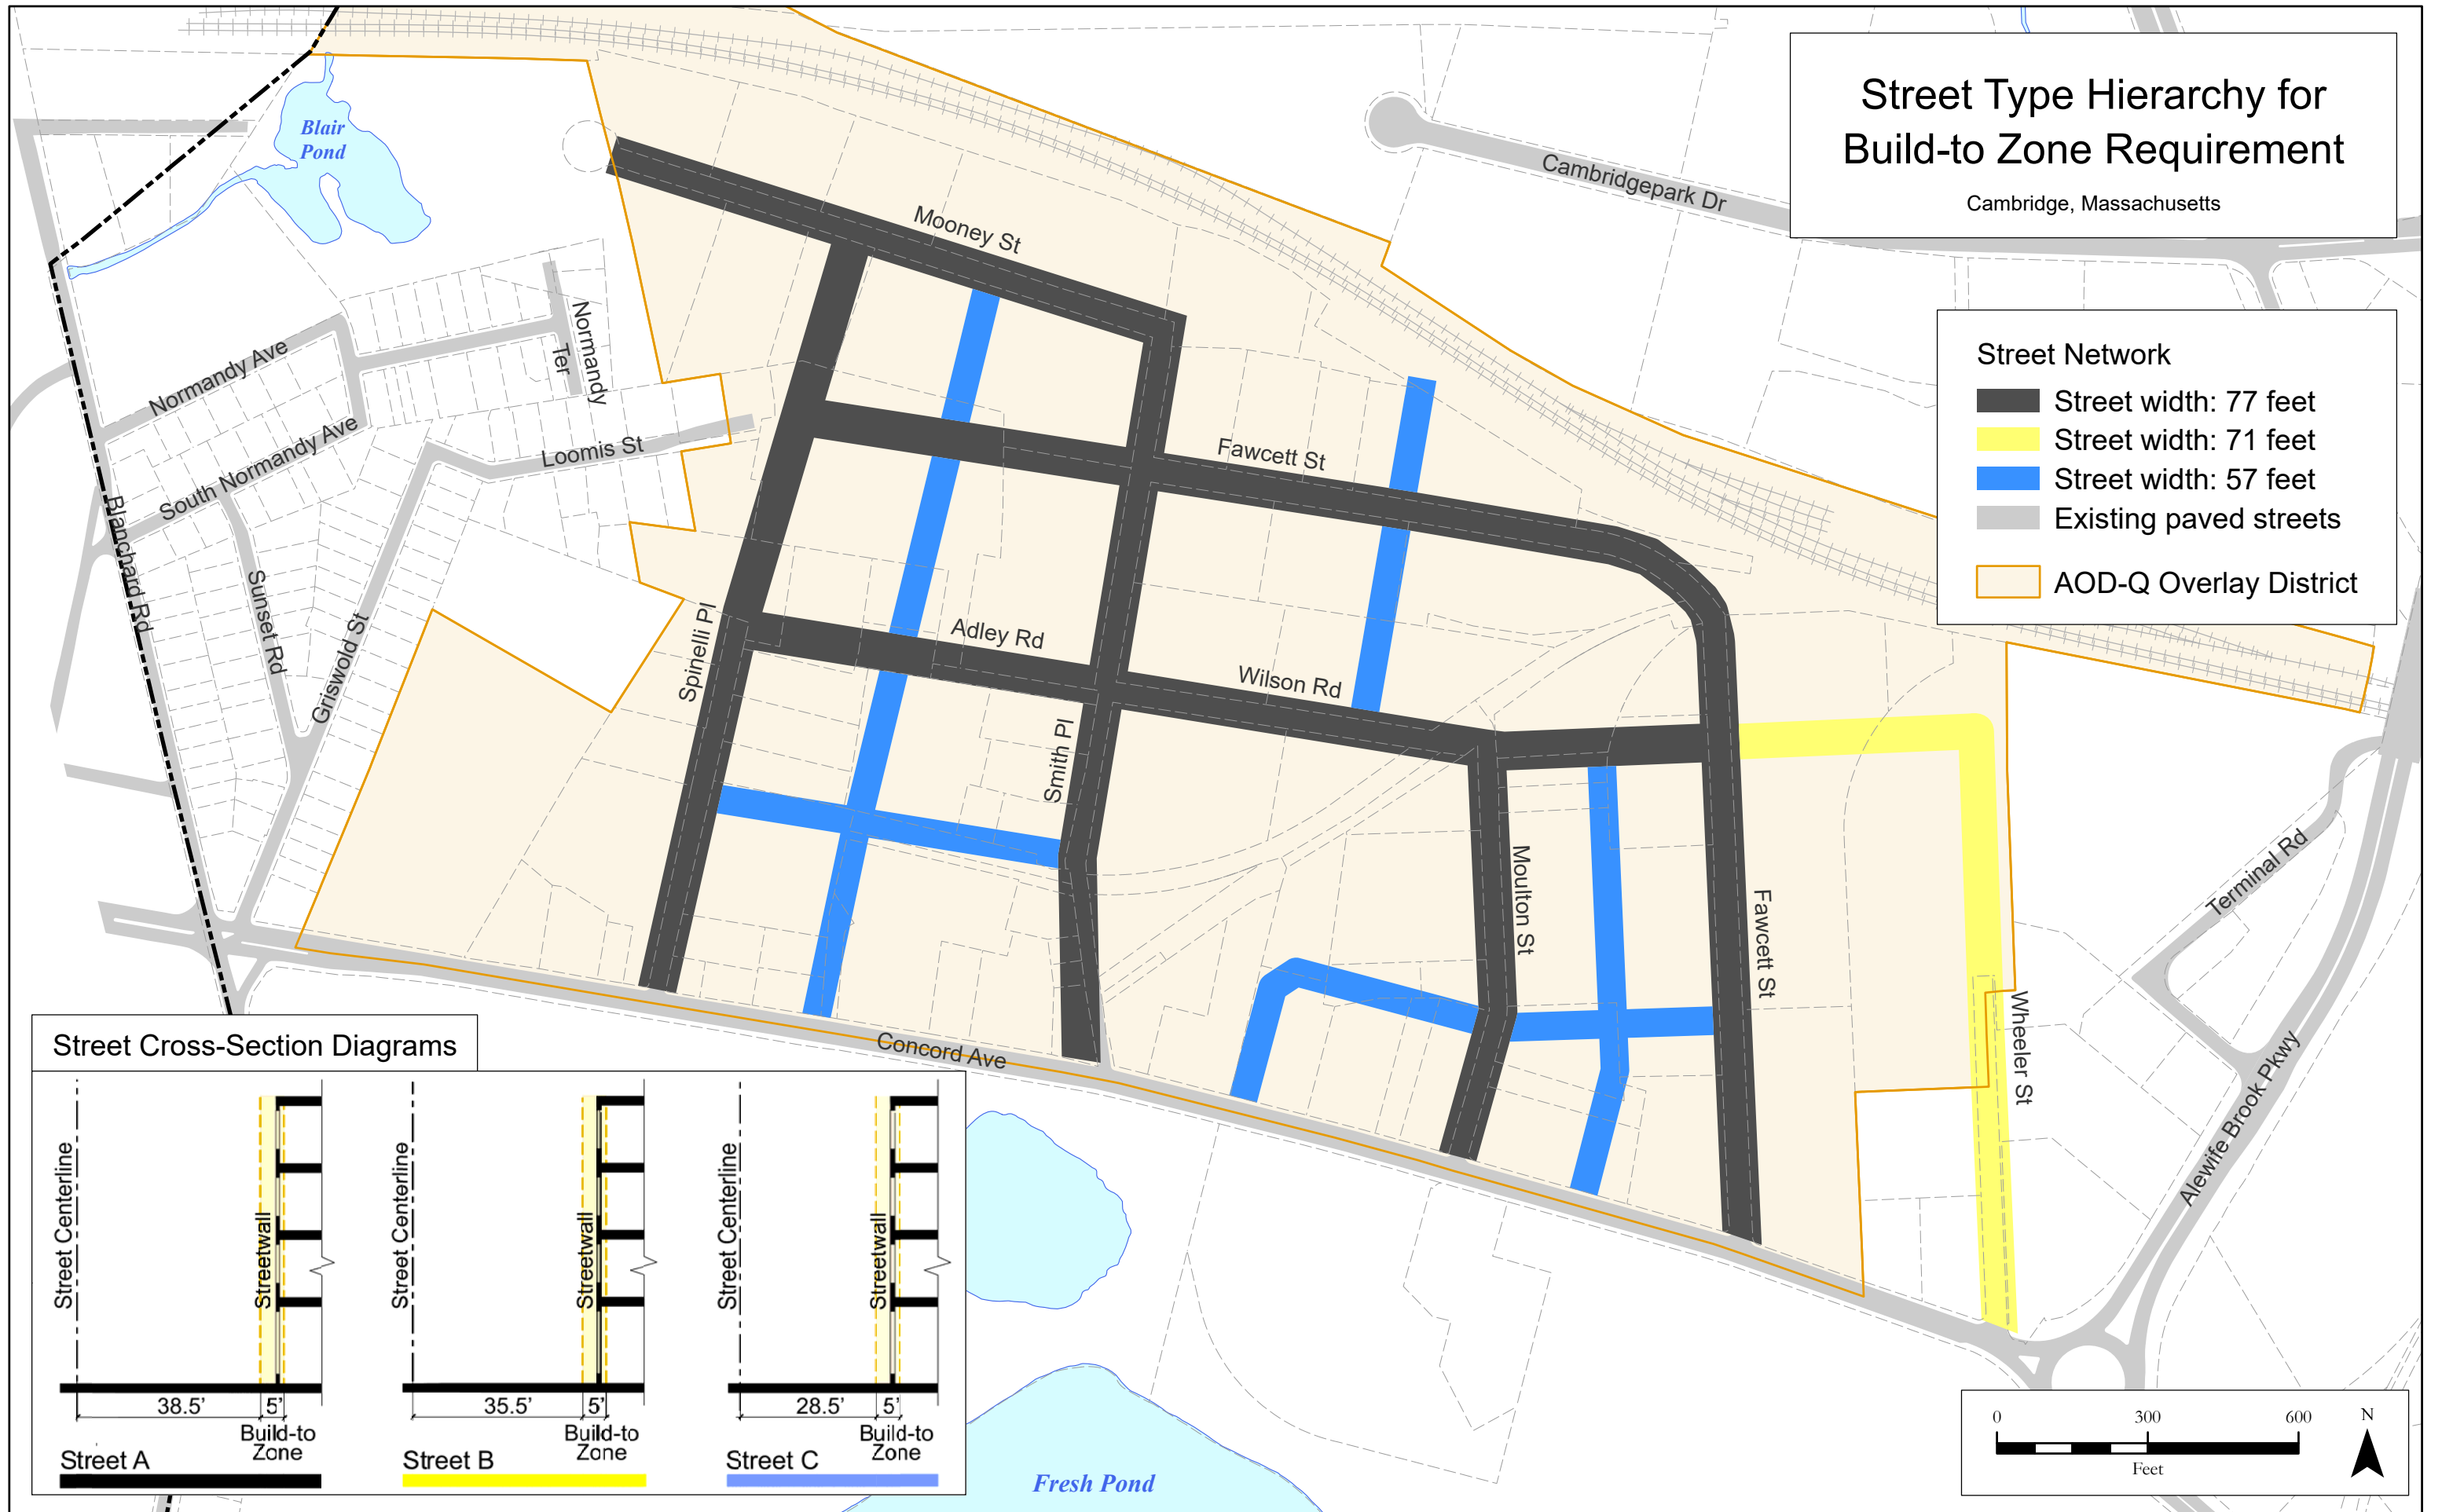 Street Type Hierarchy for
Build-to Zone Requirement
Cambridge, Massachusetts
Street Network
Street width: 77 feet
Street width: 71 feet
Street width: 57 feet
Existing paved streets
AOD-Q Overlay District
Blair
Pond
Cambridgepark Dr
Mooney St
Normandy Ave
Normandy
Ter
South Normandy Ave
Loomis St
Fawcett St
Blanchard Rd
Sunset Rd
Griswold St
Spinelli Pl
Adley Rd
Wilson Rd
Smith Pl
Moulton St
Fawcett St
Wheeler St
Terminal Rd
Alewife Brook Pkwy
Concord Ave
Fresh Pond
Street Cross-Section Diagrams
Street Centerline
Streetwall
38.5'
5'
Build-to
Zone
Street A
Street Centerline
Streetwall
35.5'
5'
Build-to
Zone
Street B
Street Centerline
Streetwall
28.5'
5'
Build-to
Zone
Street C
0 300 600
Feet
N